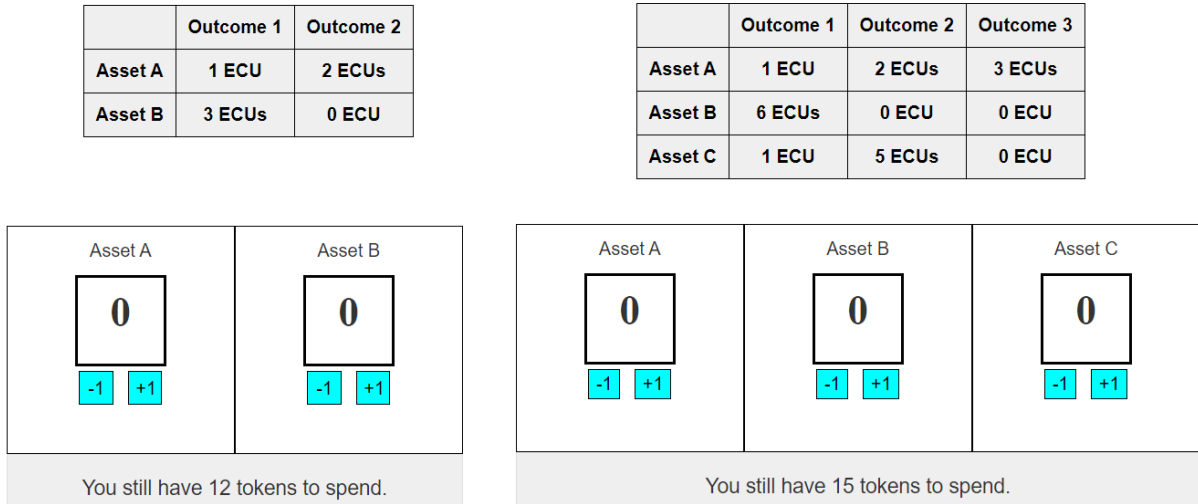 Outcome 1 Outcome 2
Asset A 1 ECU 2 ECUs
Asset B 3 ECUs 0 ECU
Outcome 1 Outcome 2 Outcome 3
Asset A 1 ECU 2 ECUs 3 ECUs
Asset B 6 ECUs 0 ECU 0 ECU
Asset C 1 ECU 5 ECUs 0 ECU
Asset A Asset B
0 0
-1 +1 -1 +1
You still have 12 tokens to spend.
Asset A Asset B Asset C
0 0 0
-1 +1 -1 +1 -1 +1
You still have 15 tokens to spend.